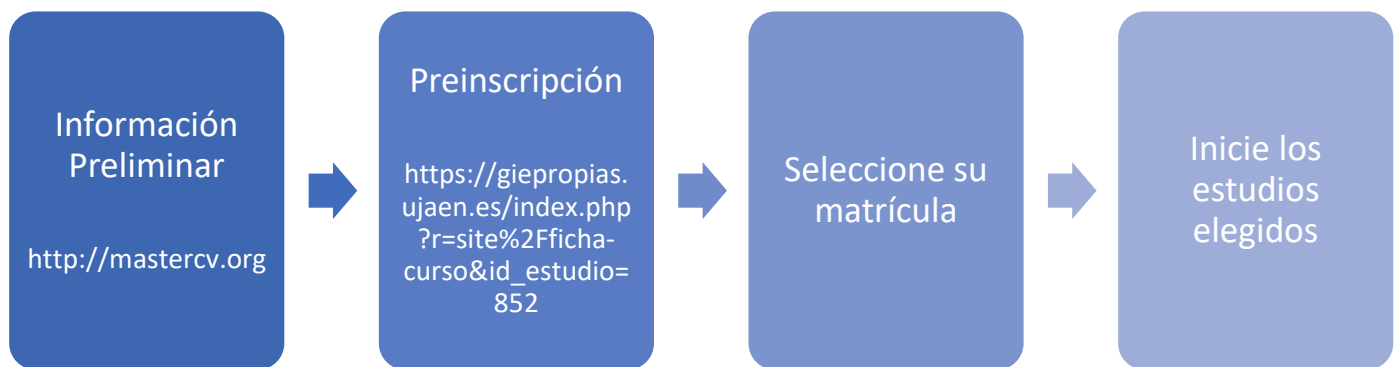 Información
Preliminar
http://mastercv.org
Preinscripción
https://giepropias.
ujaen.es/index.php
?r=site%2Fficha-
curso&id_estudio=
852
Seleccione su
matrícula
Inicie los
estudios
elegidos